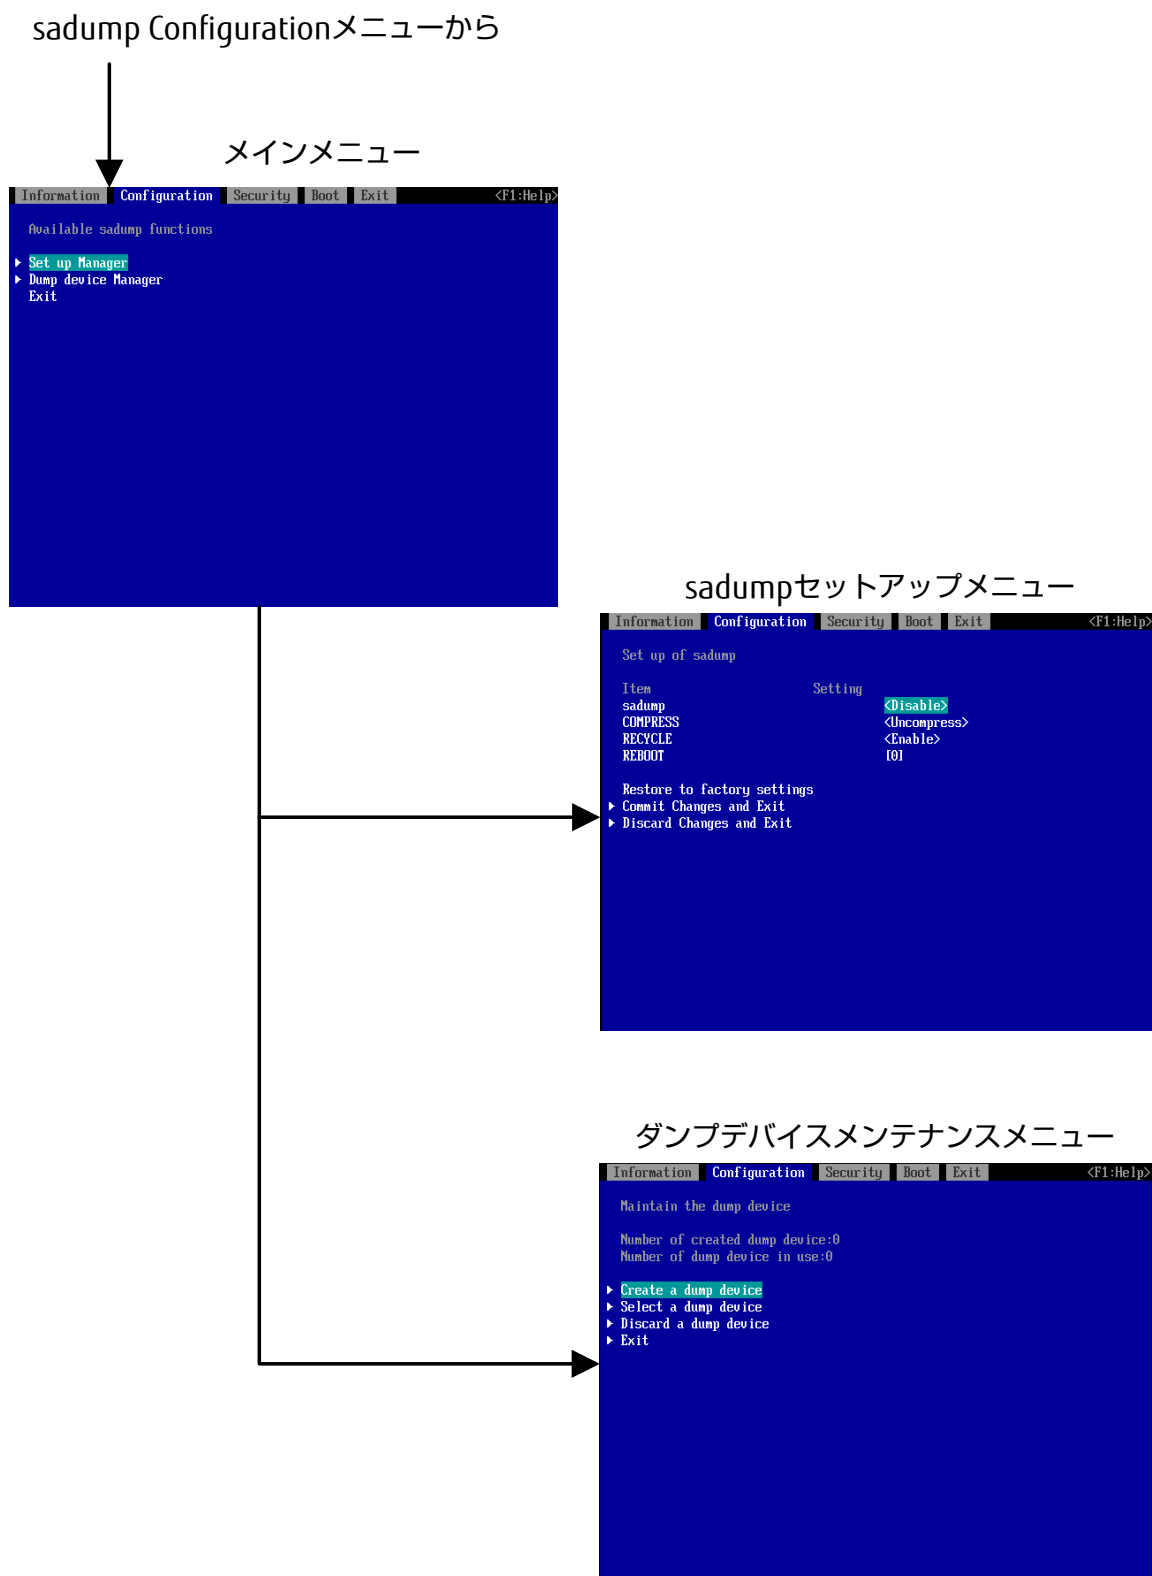 sadump Configurationメニューから
メインメニュー
Information Configuration Security Boot Exit <F1:Help>
Available sadump functions
Set up Manager
Dump device Manager
Exit
sadumpセットアップメニュー
Information Configuration Security Boot Exit <F1:Help>
Set up of sadump
Item Setting
sadump <Disable>
COMPRESS <Uncompress>
RECYCLE <Enable>
REBOOT [0]
Restore to factory settings
Commit Changes and Exit
Discard Changes and Exit
ダンプデバイスメンテナンスメニュー
Information Configuration Security Boot Exit <F1:Help>
Maintain the dump device
Number of created dump device:0
Number of dump device in use:0
Create a dump device
Select a dump device
Discard a dump device
Exit